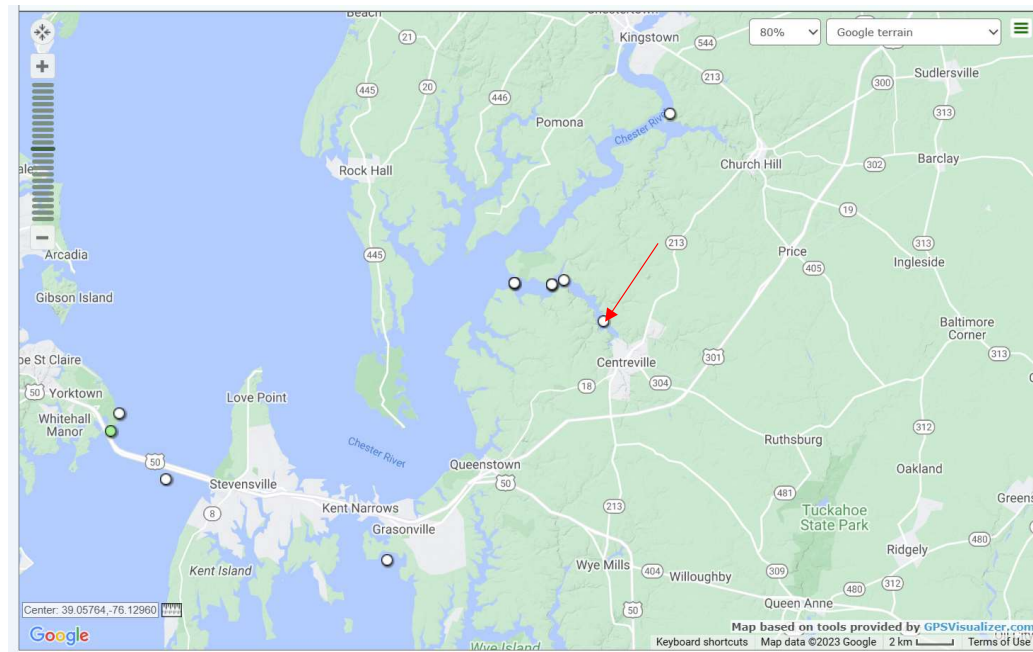 Beach
Chestertown
21
Kingstown
544
80%
Google terrain
213
Sudlersville
300
445
20
446
313
Pomona
Chester River
Rock Hall
Church Hill
302
Barclay
19
213
313
Price
Ingleside
Arcadia
445
405
Gibson Island
Baltimore
Corner
313
pe St Claire
Centreville
301
50
Yorktown
Love Point
18
304
Whitehall
Manor
312
Ruthsburg
Chester River
50
Queenstown
Oakland
Stevensville
50
481
Greens
8
Kent Narrows
213
Tuckahoe
State Park
Grasonville
480
Ridgely
Kent Island
Wye Mills
404
Willoughby
309
480
312
Queen Anne
Center: 39.05764,-76.12960
50
Map based on tools provided by GPSVisualizer.com
Google
Wye Island
Keyboard shortcuts
Map data ©2023 Google
2 km
Terms of Use